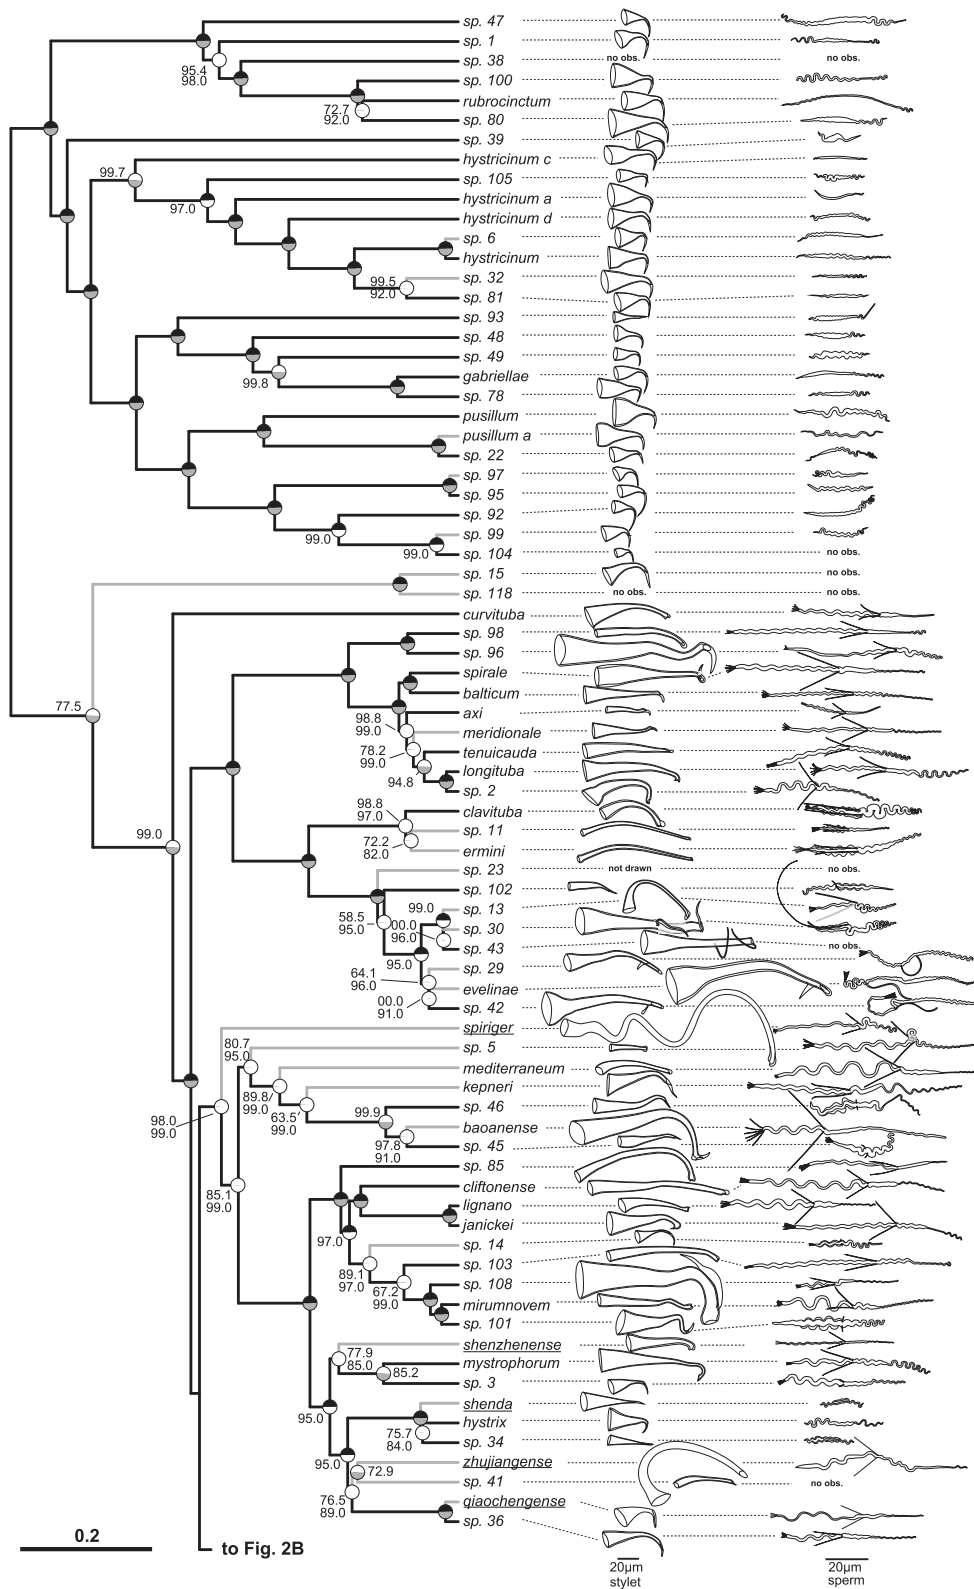 sp. 47
sp. 1
95.4
98.0
sp. 38 no obs. no obs.
sp. 100
72.7
92.0
rubrocinctum
sp. 80
sp. 39
hystricinum c
99.7
sp. 105
97.0
hystricinum a
hystricinum d
sp. 6
hystricinum
99.5
92.0
sp. 32
sp. 81
sp. 93
sp. 48
sp. 49
99.8
gabriellae
sp. 78
pusillum
pusillum a
sp. 22
sp. 97
sp. 95
sp. 92
99.0
sp. 99
99.0
sp. 104 no obs.
sp. 15 no obs.
sp. 118 no obs. no obs.
curvituba
sp. 98
sp. 96
spirale
balticum
77.5
axi
98.8
99.0
meridionale
78.2
99.0
tenuicauda
94.8
longituba
sp. 2
98.8
97.0
clavituba
sp. 11
72.2
82.0
99.0
ermini
sp. 23 not drawn no obs.
sp. 102
99.0
sp. 13
58.5
95.0
sp. 30
00.0
96.0
sp. 43 no obs.
95.0
sp. 29
64.1
96.0
evelinae
00.0
91.0
sp. 42
spiriger
80.7
95.0
sp. 5
mediterraneum
89.8
99.0
kepneri
63.5
99.0
sp. 46
99.9
98.0
99.0
baoanense
97.8
91.0
sp. 45
sp. 85
cliftonense
85.1
99.0
lignano
janickei
97.0
sp. 14
89.1
97.0
sp. 103
67.2
99.0
sp. 108
mirumnovem
sp. 101
shenzhenense
77.9
85.0
mystrophorum
85.2
sp. 3
shenda
95.0
hystrix
75.7
84.0
sp. 34
95.0
zhujiangense
72.9
sp. 41 no obs.
76.5
89.0
qiaochengense
sp. 36
0.2
to Fig. 2B
20µm
stylet
20µm
sperm